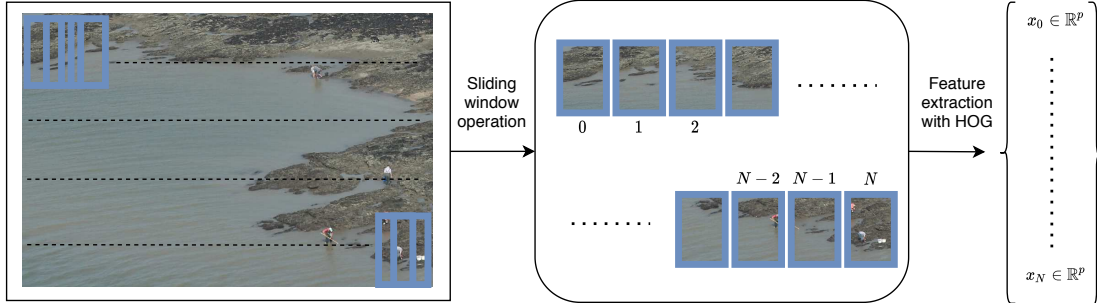 Sliding
window
operation
0 1 2
N − 2 N − 1 N
Feature
extraction
with HOG
x₀ ∈ ℝᵖ
x_N ∈ ℝᵖ